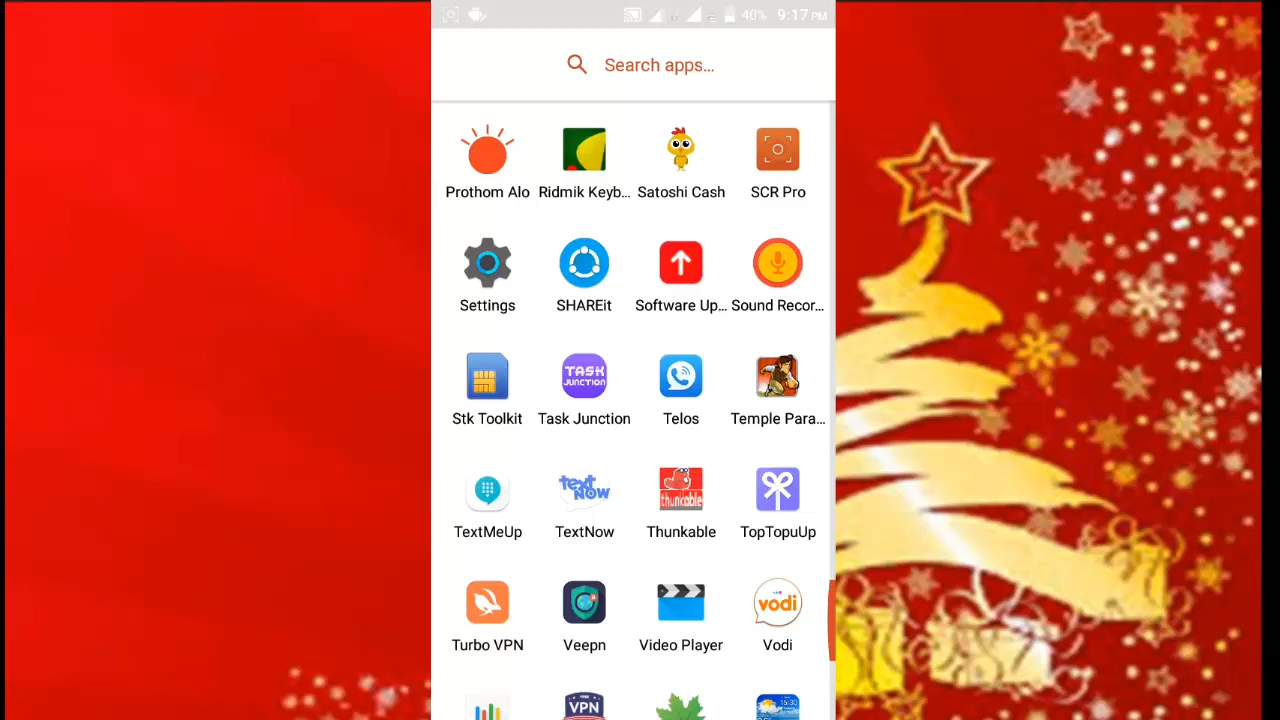 40% 9:17 PM
Search apps...
Prothom Alo Ridmik Keyb... Satoshi Cash SCR Pro
Settings SHAREit Software Up... Sound Recor...
TASK JUNCTION
Stk Toolkit Task Junction Telos Temple Para...
text NOW thunkable
TextMeUp TextNow Thunkable TopTopuUp
vodi
Turbo VPN Veepn Video Player Vodi
VPN 15:30